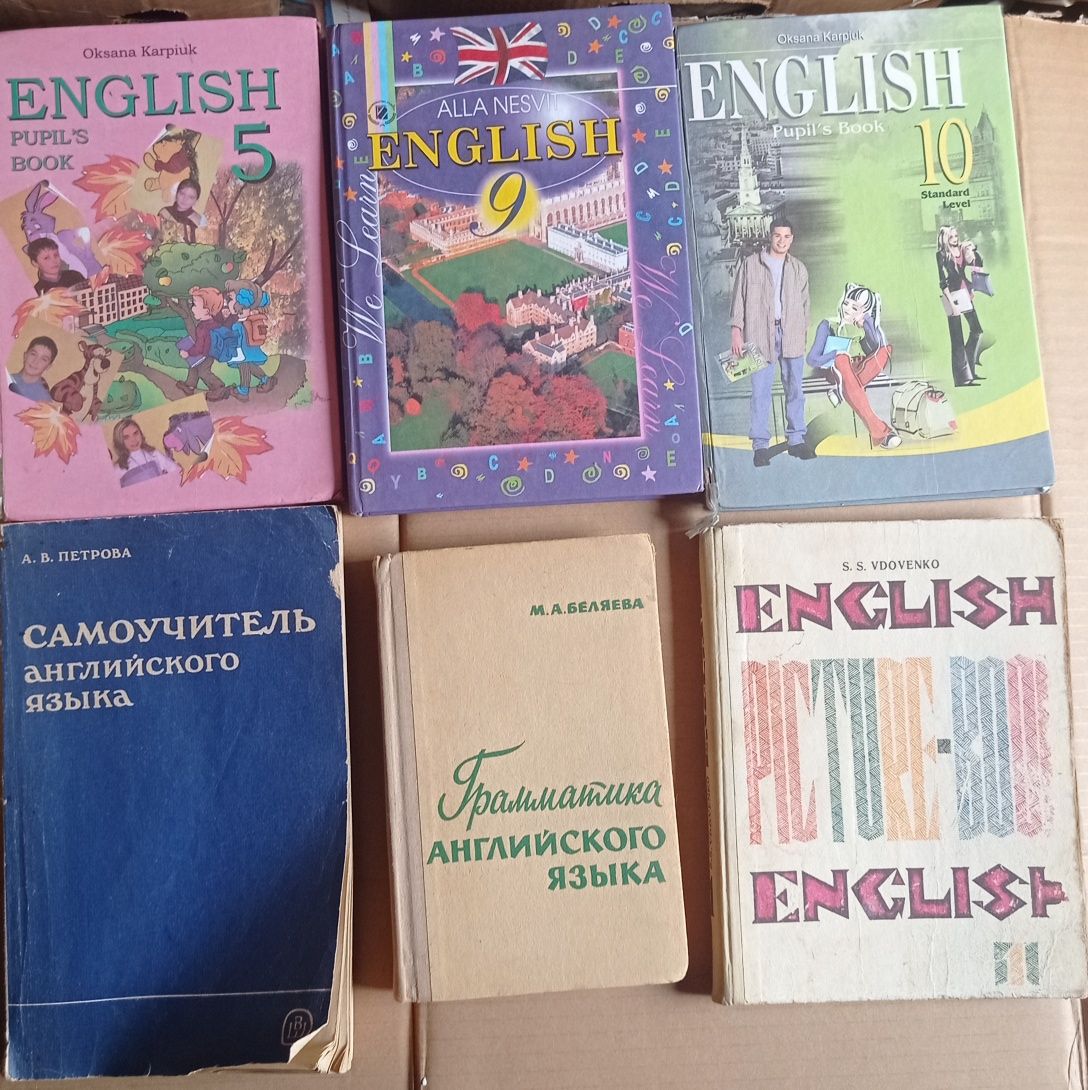 Oksana Karpiuk
ENGLISH
PUPIL'S
BOOK
5
ALLA NESVIT
ENGLISH
9
We Learn
We Learn
Oksana Karpiuk
ENGLISH
Pupil's Book
10
Standard
Level
А. В. ПЕТРОВА
САМОУЧИТЕЛЬ
английского
языка
М.А.БЕЛЯЕВА
Грамматика
АНГЛИЙСКОГО
ЯЗЫКА
S. S. VDOVENKO
ENGLISH
PICTURE-BOOK
ENGLISH